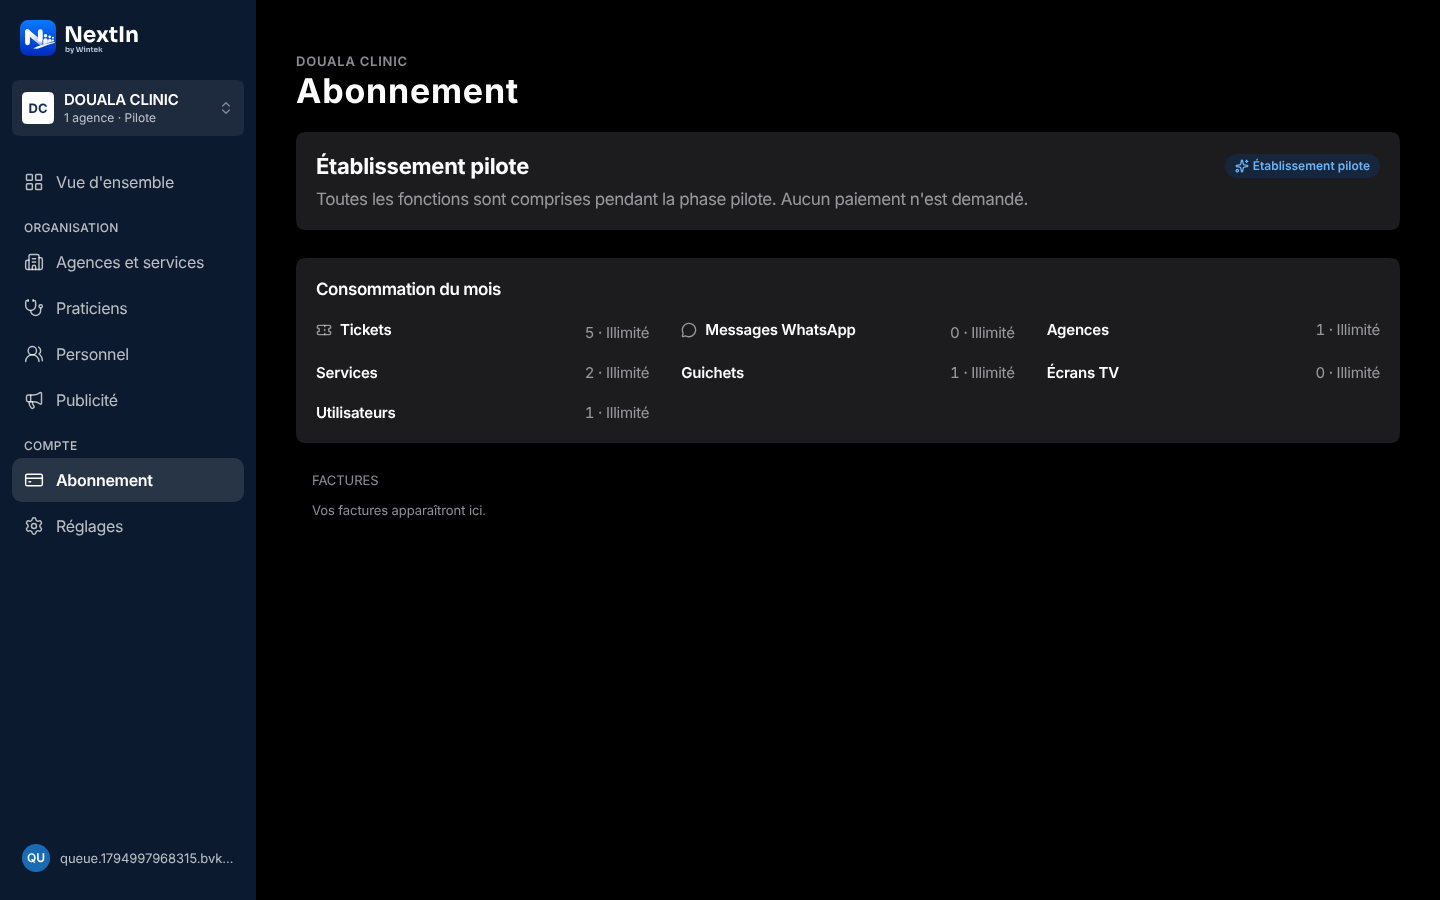 NextIn
by Wintek
DC
DOUALA CLINIC
1 agence · Pilote
Vue d'ensemble
ORGANISATION
Agences et services
Praticiens
Personnel
Publicité
COMPTE
Abonnement
Réglages
QU
queue.1794997968315.bvk...
DOUALA CLINIC
Abonnement
Établissement pilote
Établissement pilote
Toutes les fonctions sont comprises pendant la phase pilote. Aucun paiement n'est demandé.
Consommation du mois
Tickets 5 · Illimité
Messages WhatsApp 0 · Illimité
Agences 1 · Illimité
Services 2 · Illimité
Guichets 1 · Illimité
Écrans TV 0 · Illimité
Utilisateurs 1 · Illimité
FACTURES
Vos factures apparaîtront ici.